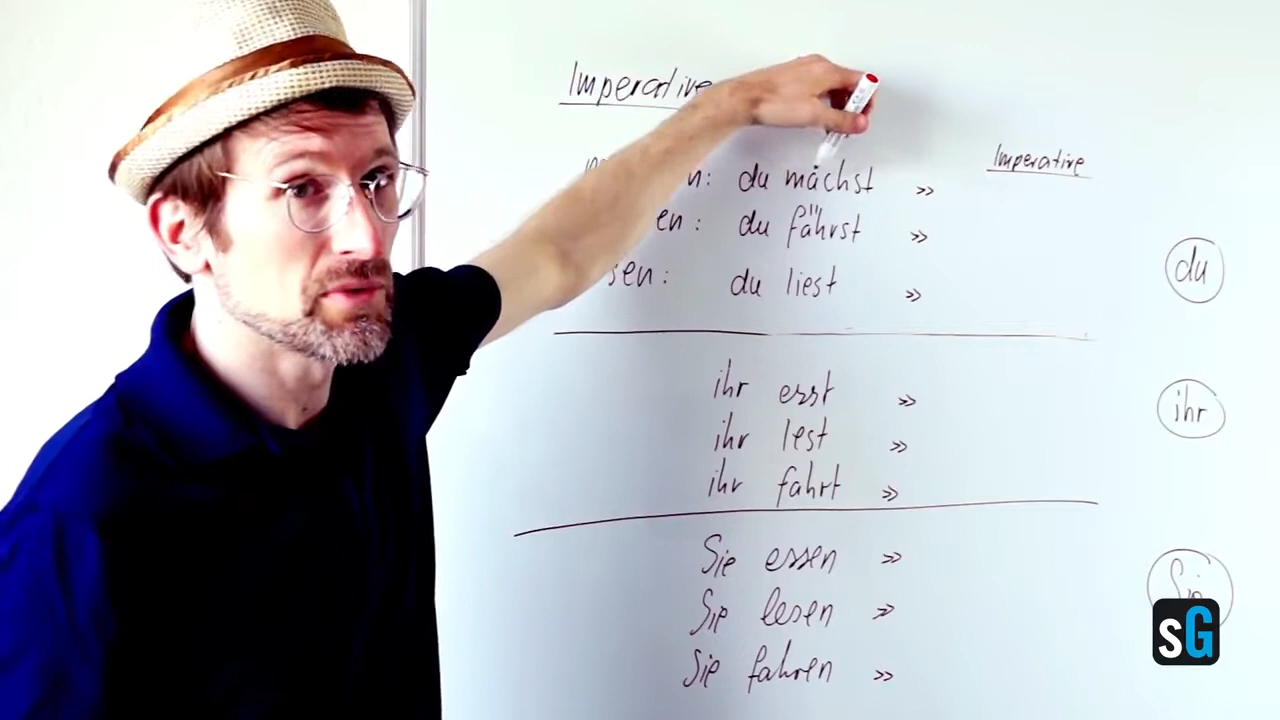 Imperative
Imperative
n: du machst »
en: du fährst »
sen: du liest »
du
ihr esst »
ihr lest »
ihr fahrt »
ihr
Sie essen »
Sie lesen »
Sie fahren »
Sie
sG